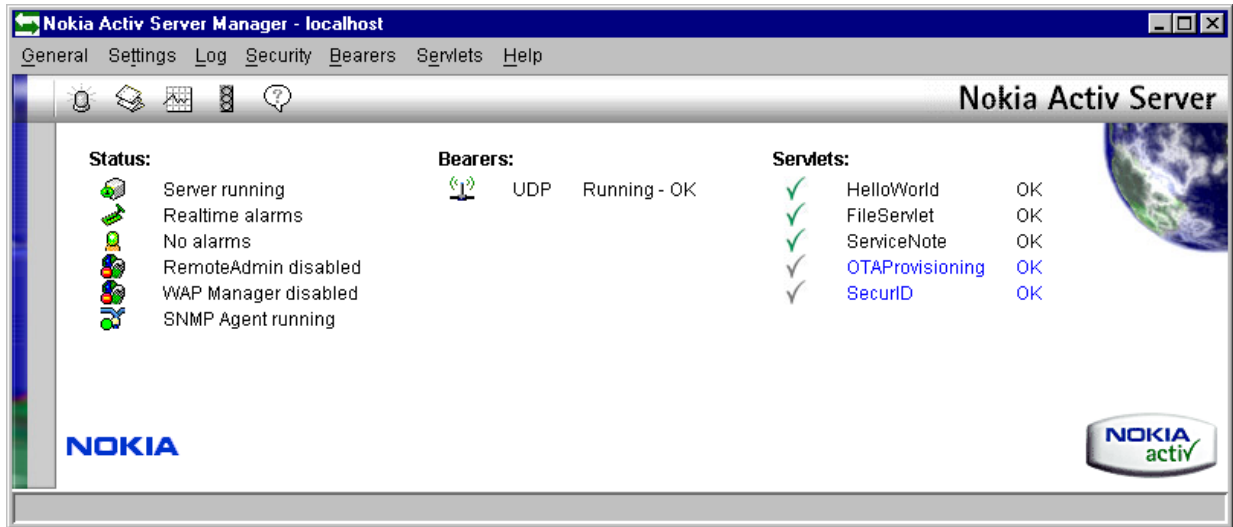 Nokia Activ Server Manager - localhost
General Settings Log Security Bearers Servlets Help
Nokia Activ Server
Status:
Server running
Realtime alarms
No alarms
RemoteAdmin disabled
WAP Manager disabled
SNMP Agent running
Bearers:
UDP Running - OK
Servlets:
HelloWorld OK
FileServlet OK
ServiceNote OK
OTAProvisioning OK
SecurID OK
NOKIA
NOKIA
activ